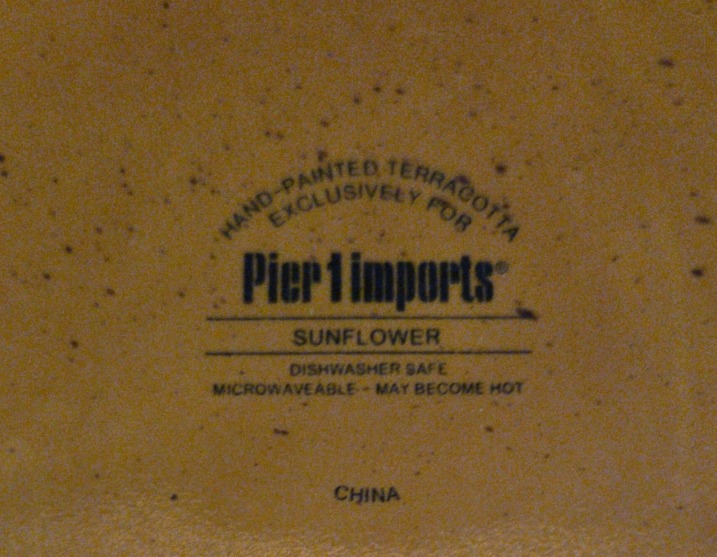 HAND-PAINTED TERRACOTTA
EXCLUSIVELY FOR
Pier 1 imports®
SUNFLOWER
DISHWASHER SAFE
MICROWAVEABLE - MAY BECOME HOT
CHINA